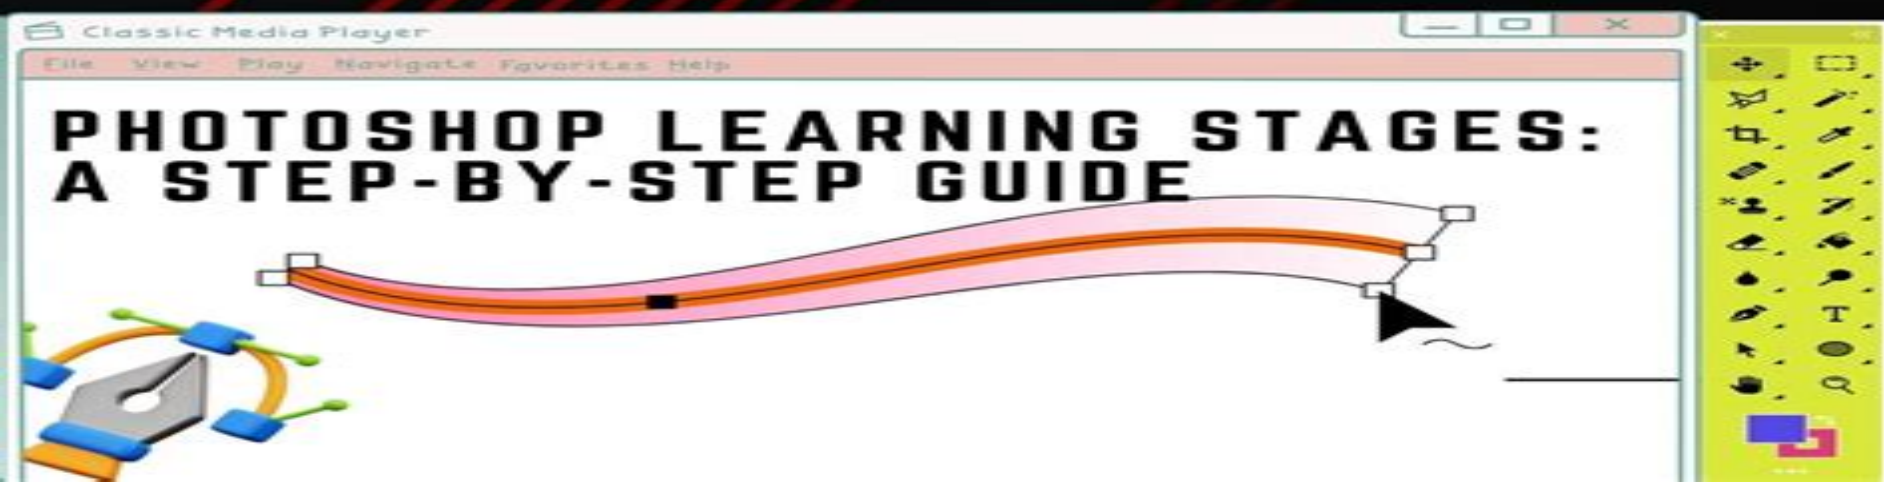 Classic Media Player
File View Play Navigate Favorites Help
PHOTOSHOP LEARNING STAGES:
A STEP-BY-STEP GUIDE
T